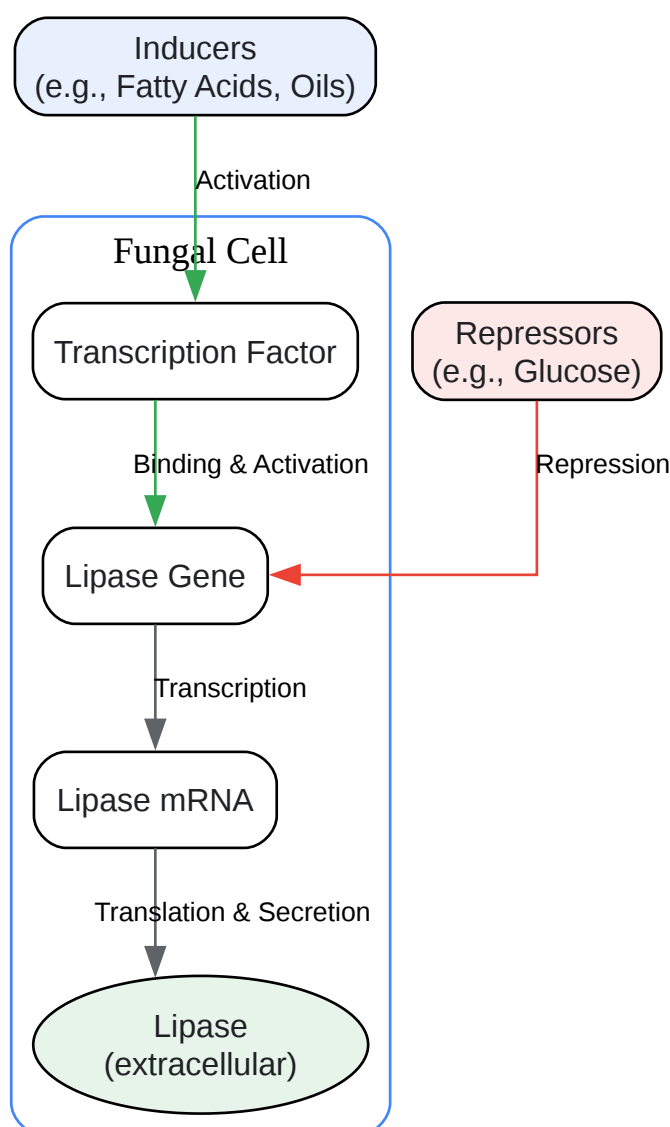 Inducers
(e.g., Fatty Acids, Oils)
Activation
Fungal Cell
Transcription Factor
Repressors
(e.g., Glucose)
Binding & Activation
Repression
Lipase Gene
Transcription
Lipase mRNA
Translation & Secretion
Lipase
(extracellular)